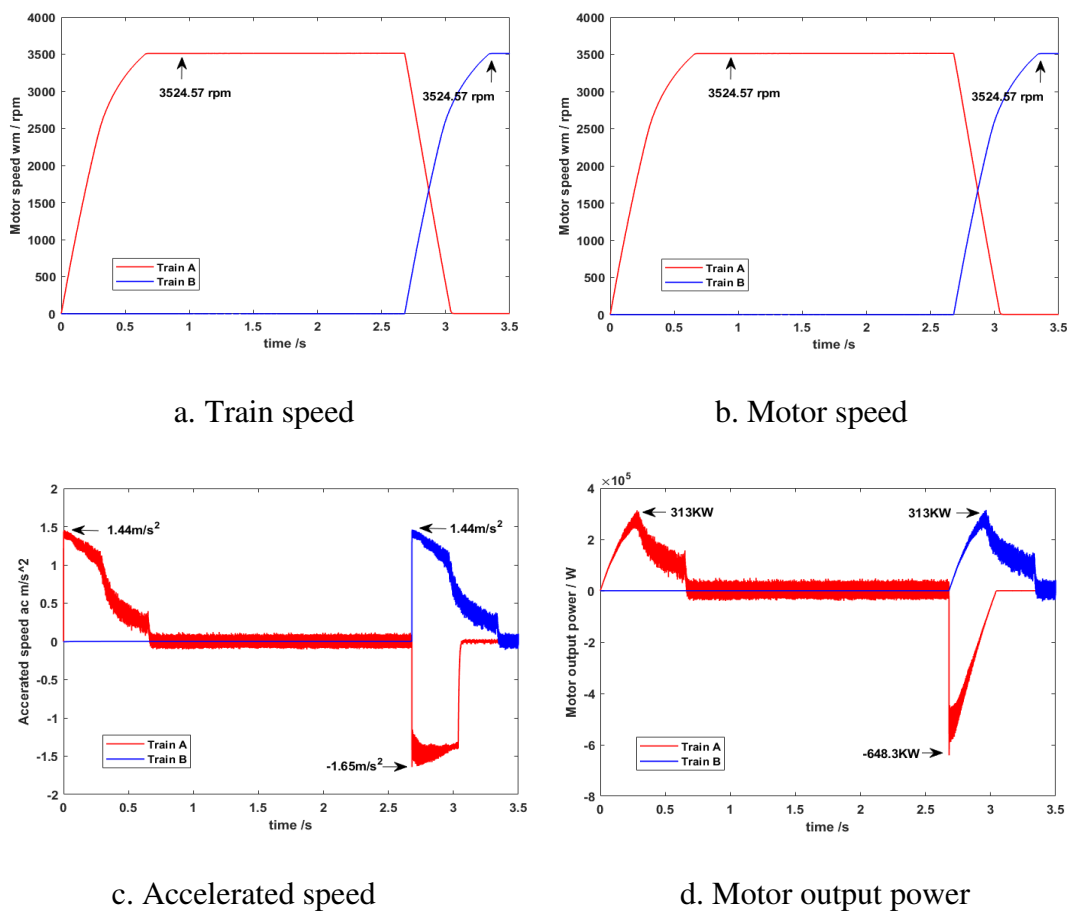 4000
3500
3000
2500
2000
1500
1000
500
0
Motor speed wm / rpm
3524.57 rpm
3524.57 rpm
Train A
Train B
0 0.5 1 1.5 2 2.5 3 3.5
time /s
a. Train speed
4000
3500
3000
2500
2000
1500
1000
500
0
Motor speed wm / rpm
3524.57 rpm
3524.57 rpm
Train A
Train B
0 0.5 1 1.5 2 2.5 3 3.5
time /s
b. Motor speed
2
1.5
1
0.5
0
-0.5
-1
-1.5
-2
Accerated speed ac m/s^2
1.44m/s²
1.44m/s²
-1.65m/s²
Train A
Train B
0 0.5 1 1.5 2 2.5 3 3.5
time /s
c. Accelerated speed
×10⁵
4
2
0
-2
-4
-6
-8
Motor output power / W
313KW
313KW
-648.3KW
Train A
Train B
0 0.5 1 1.5 2 2.5 3 3.5
time /s
d. Motor output power